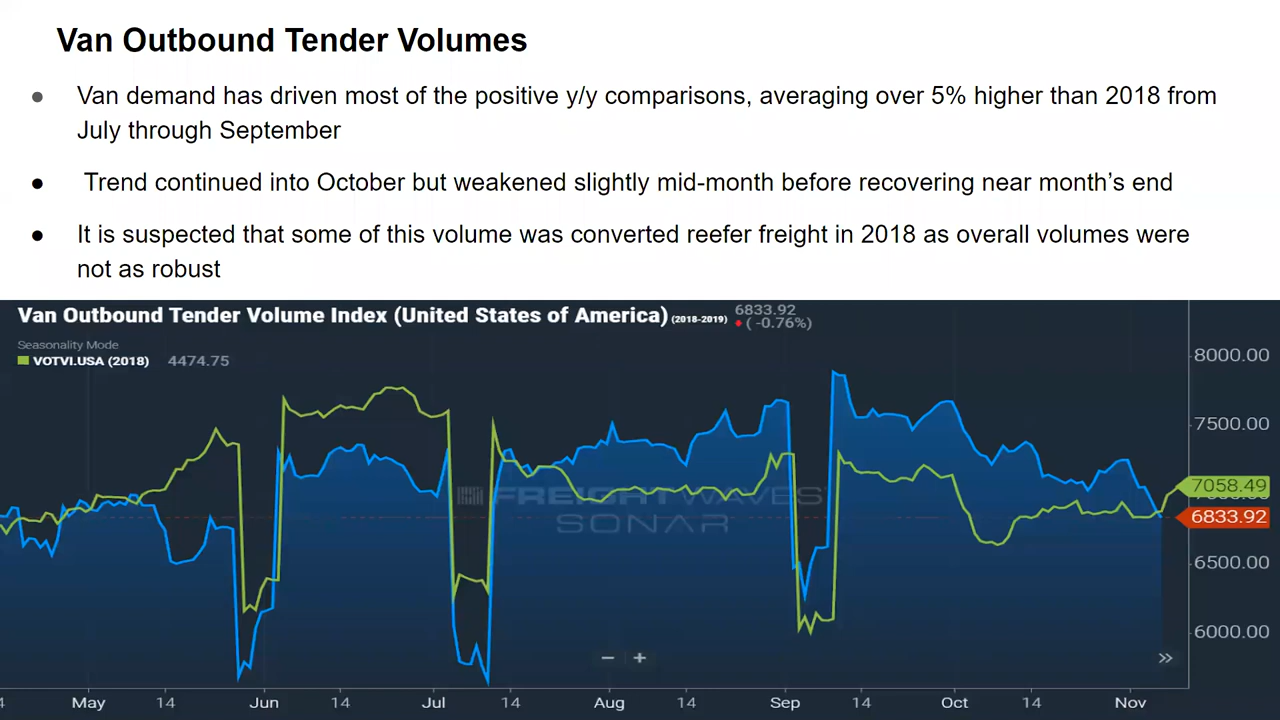 Van Outbound Tender Volumes
● Van demand has driven most of the positive y/y comparisons, averaging over 5% higher than 2018 from
July through September
● Trend continued into October but weakened slightly mid-month before recovering near month’s end
● It is suspected that some of this volume was converted reefer freight in 2018 as overall volumes were
not as robust
Van Outbound Tender Volume Index (United States of America) (2018-2019) 6833.92
( -0.76%)
Seasonality Mode
VOTVI.USA (2018) 4474.75
8000.00
7500.00
7058.49
FREIGHTWAVES
SONAR
6833.92
6500.00
6000.00
− +
»
4 May 14 Jun 14 Jul 14 Aug 14 Sep 14 Oct 14 Nov